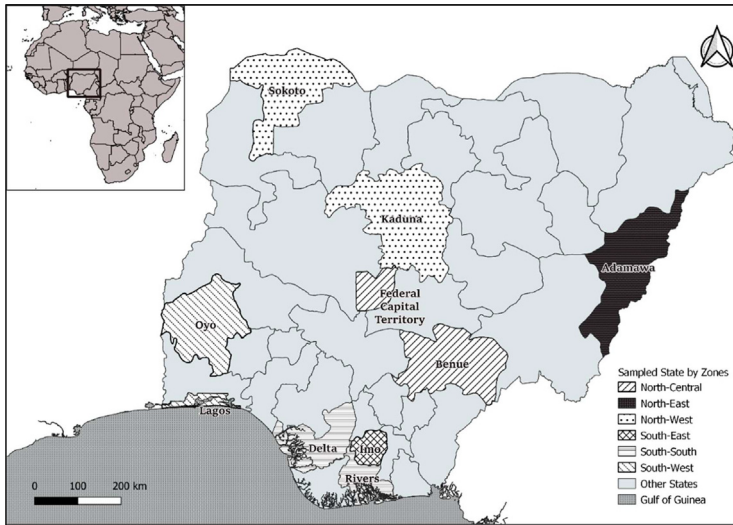 Sokoto
Kaduna
Adamawa
Federal
Capital
Territory
Oyo
Benue
Lagos
Delta
Imo
Rivers
Sampled State by Zones
North-Central
North-East
North-West
South-East
South-South
South-West
Other States
Gulf of Guinea
0 100 200 km